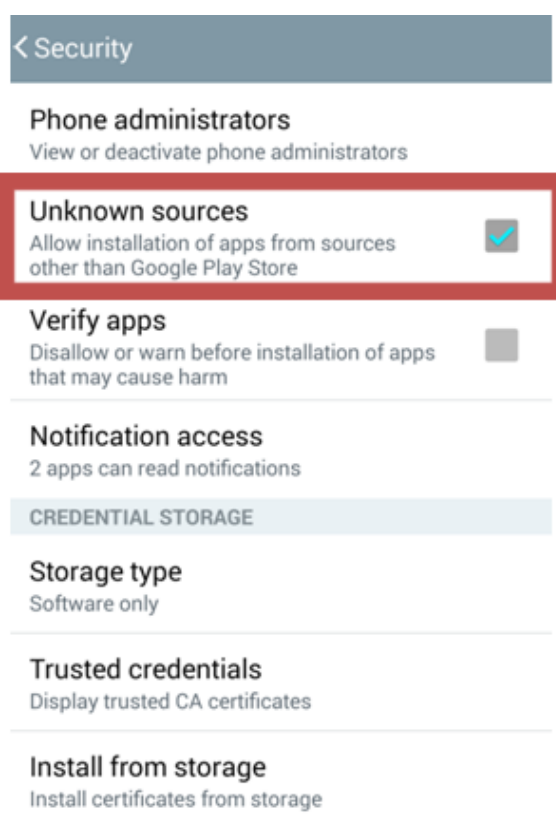 Security
Phone administrators
View or deactivate phone administrators
Unknown sources
Allow installation of apps from sources
other than Google Play Store
Verify apps
Disallow or warn before installation of apps
that may cause harm
Notification access
2 apps can read notifications
CREDENTIAL STORAGE
Storage type
Software only
Trusted credentials
Display trusted CA certificates
Install from storage
Install certificates from storage